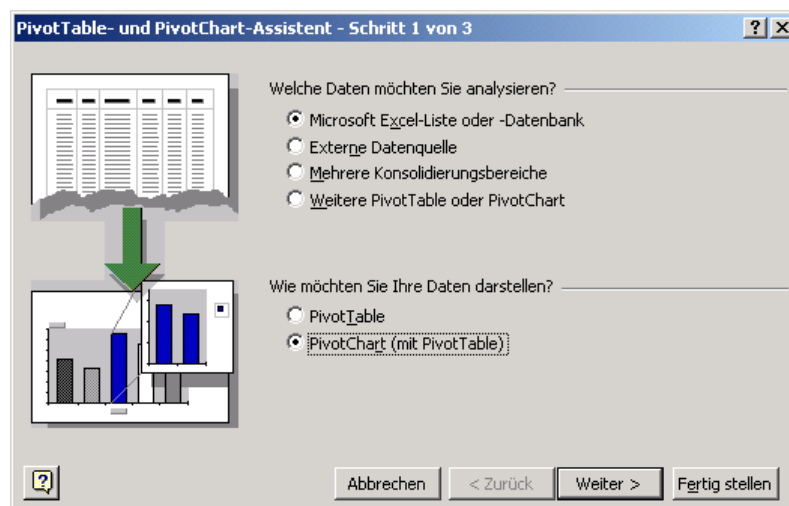 PivotTable- und PivotChart-Assistent - Schritt 1 von 3
Welche Daten möchten Sie analysieren?
Microsoft Excel-Liste oder -Datenbank
Externe Datenquelle
Mehrere Konsolidierungsbereiche
Weitere PivotTable oder PivotChart
Wie möchten Sie Ihre Daten darstellen?
PivotTable
PivotChart (mit PivotTable)
Abbrechen
< Zurück
Weiter >
Fertig stellen